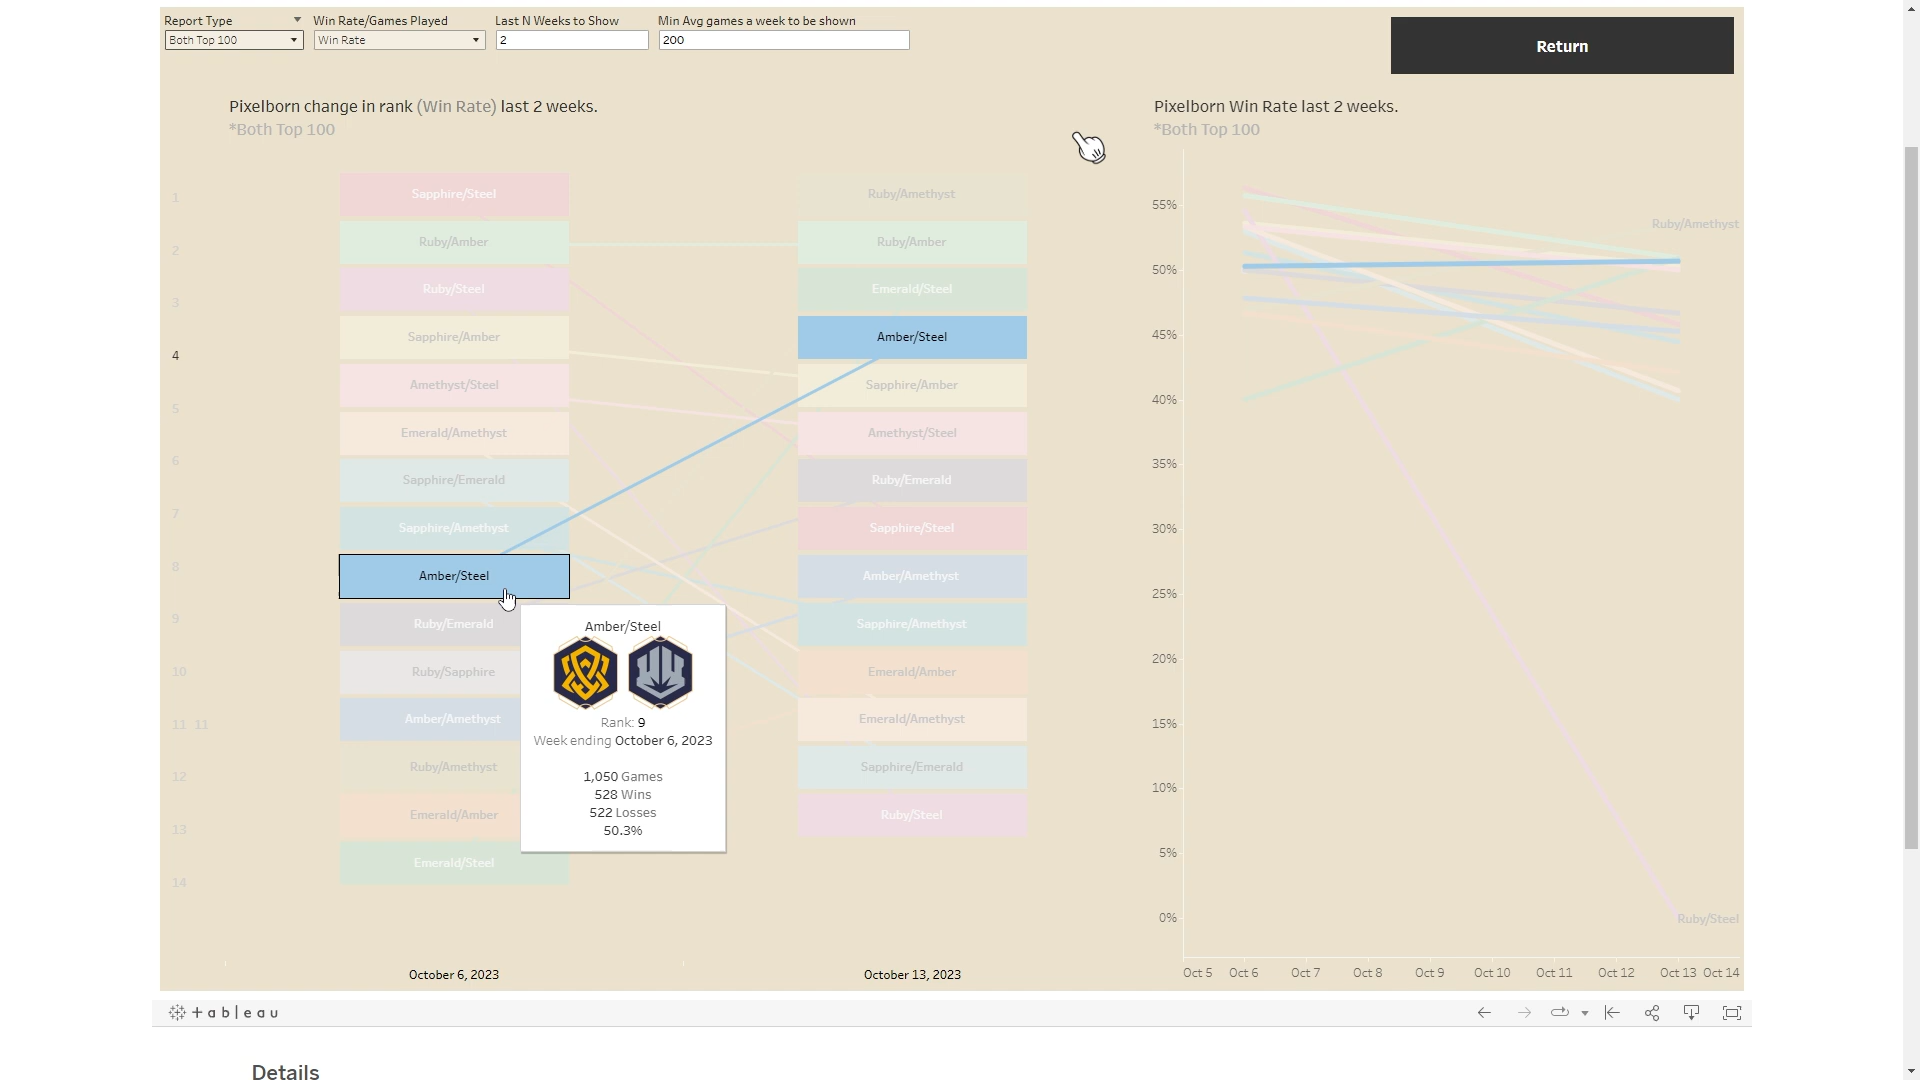 Report Type
Win Rate/Games Played
Last N Weeks to Show
Min Avg games a week to be shown
Both Top 100
Win Rate
2
200
Return
Pixelborn change in rank (Win Rate) last 2 weeks.
*Both Top 100
Pixelborn Win Rate last 2 weeks.
*Both Top 100
1
2
3
4
5
6
7
8
9
10
11 11
12
13
14
Sapphire/Steel
Ruby/Amber
Ruby/Steel
Sapphire/Amber
Amethyst/Steel
Emerald/Amethyst
Sapphire/Emerald
Sapphire/Amethyst
Amber/Steel
Ruby/Emerald
Ruby/Sapphire
Amber/Amethyst
Ruby/Amethyst
Emerald/Amber
Emerald/Steel
October 6, 2023
Amber/Steel
Rank: 9
Week ending October 6, 2023
1,050 Games
528 Wins
522 Losses
50.3%
Ruby/Amethyst
Ruby/Amber
Emerald/Steel
Amber/Steel
Sapphire/Amber
Amethyst/Steel
Ruby/Emerald
Sapphire/Steel
Amber/Amethyst
Sapphire/Amethyst
Emerald/Amber
Emerald/Amethyst
Sapphire/Emerald
Ruby/Steel
October 13, 2023
55%
50%
45%
40%
35%
30%
25%
20%
15%
10%
5%
0%
Ruby/Amethyst
Ruby/Steel
Oct 5 Oct 6 Oct 7 Oct 8 Oct 9 Oct 10 Oct 11 Oct 12 Oct 13 Oct 14
+ a b l e a u
Details